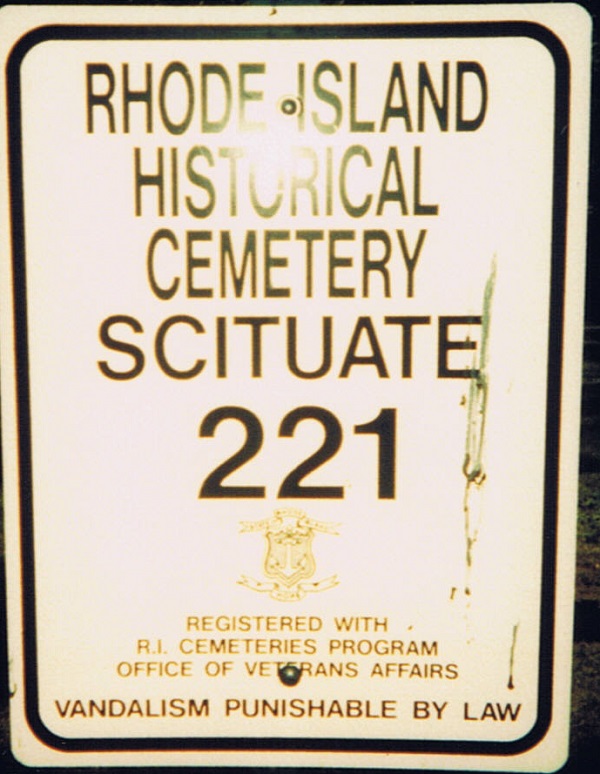 RHODE ISLAND
HISTORICAL
CEMETERY
SCITUATE
221
REGISTERED WITH
R.I. CEMETERIES PROGRAM
OFFICE OF VETERANS AFFAIRS
VANDALISM PUNISHABLE BY LAW